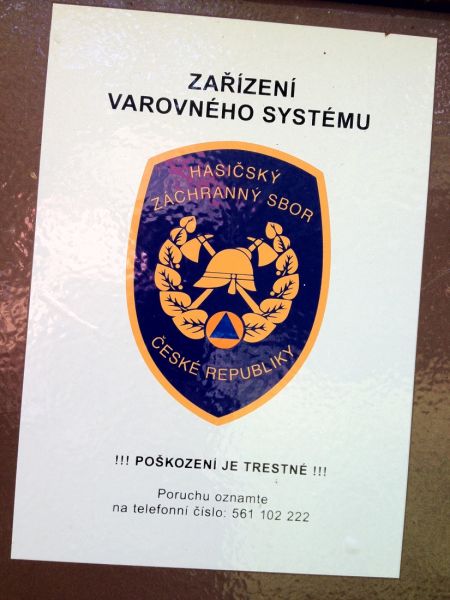 ZAŘÍZENÍ
VAROVNÉHO SYSTÉMU
HASIČSKÝ
ZÁCHRANNÝ SBOR
ČESKÉ REPUBLIKY
!!! POŠKOZENÍ JE TRESTNÉ !!!
Poruchu oznamte
na telefonní číslo: 561 102 222